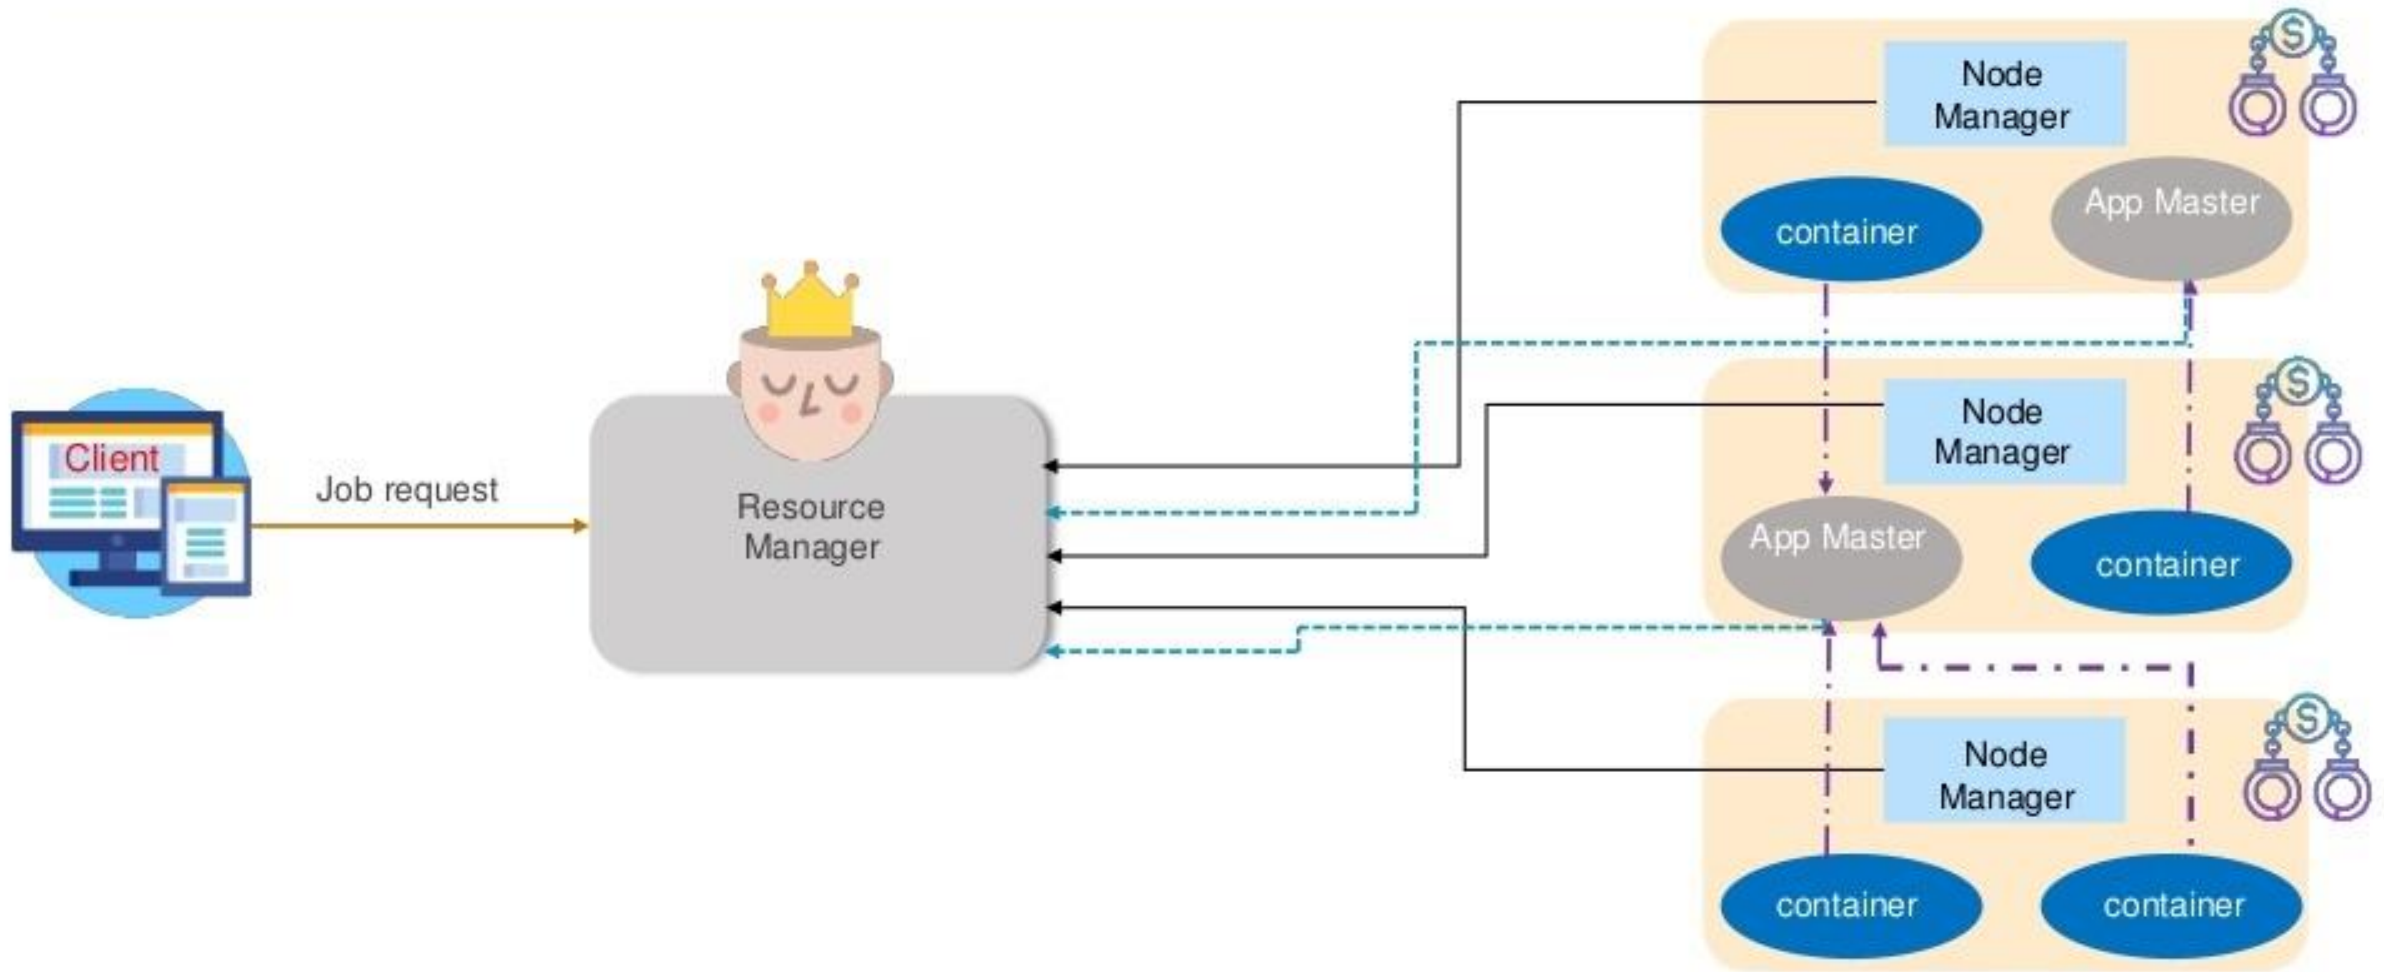 Client
Job request
Resource
Manager
Node
Manager
container
App Master
Node
Manager
App Master
container
Node
Manager
container
container